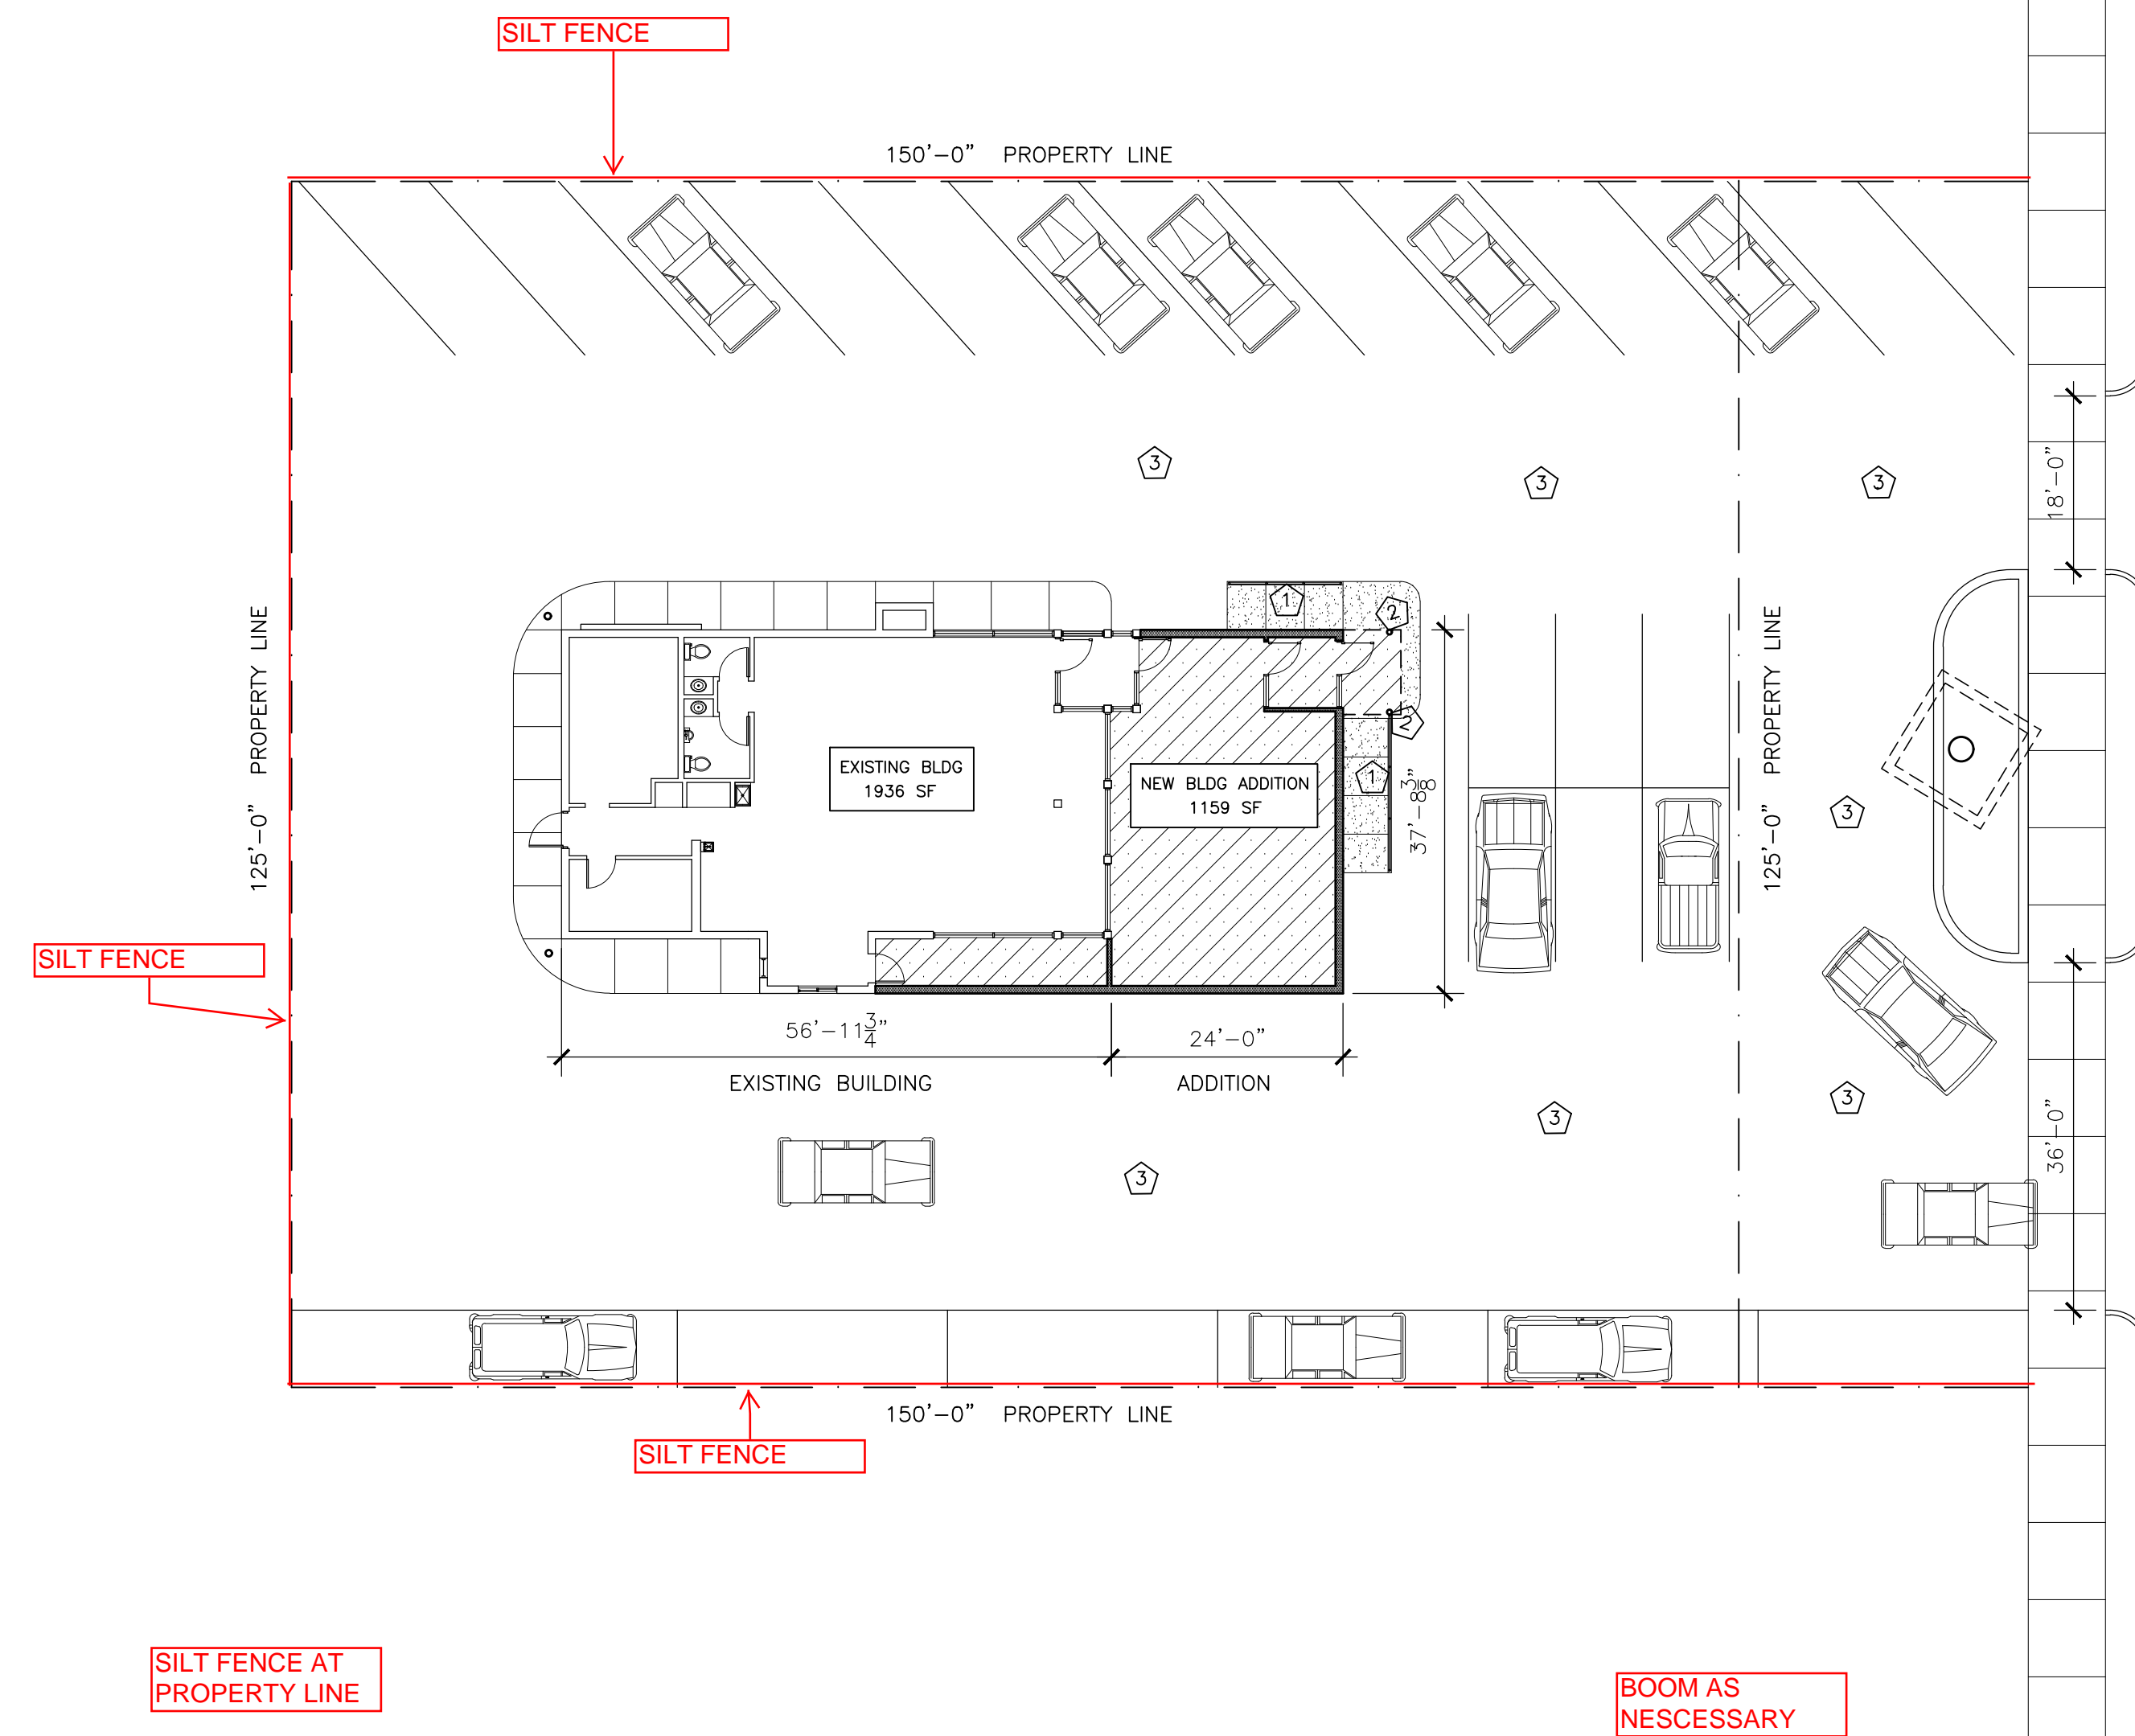 SILT FENCE
150'-0" PROPERTY LINE
3
3
3
18'-0"
125'-0" PROPERTY LINE
1
2
2
EXISTING BLDG
1936 SF
NEW BLDG ADDITION
1159 SF
1
37'-8 3/8"
125'-0" PROPERTY LINE
3
SILT FENCE
56'-11 3/4"
24'-0"
EXISTING BUILDING
ADDITION
3
3
3
36'-0"
150'-0" PROPERTY LINE
SILT FENCE
SILT FENCE AT
PROPERTY LINE
BOOM AS
NESCESSARY